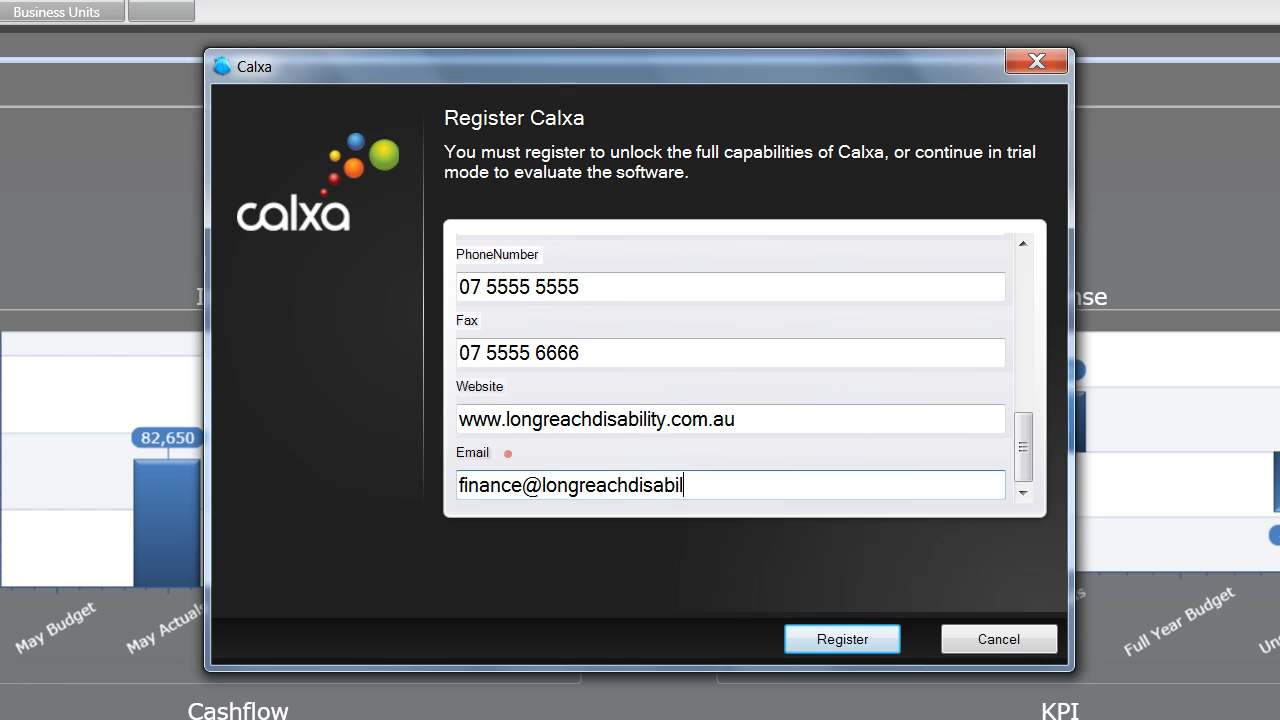 Business Units
Calxa
calxa
Register Calxa
You must register to unlock the full capabilities of Calxa, or continue in trial
mode to evaluate the software.
PhoneNumber
07 5555 5555
Fax
07 5555 6666
Website
www.longreachdisability.com.au
Email
finance@longreachdisabil
82,650
May Budget
May Actuals
Full Year Budget
Register
Cancel
Cashflow
KPI